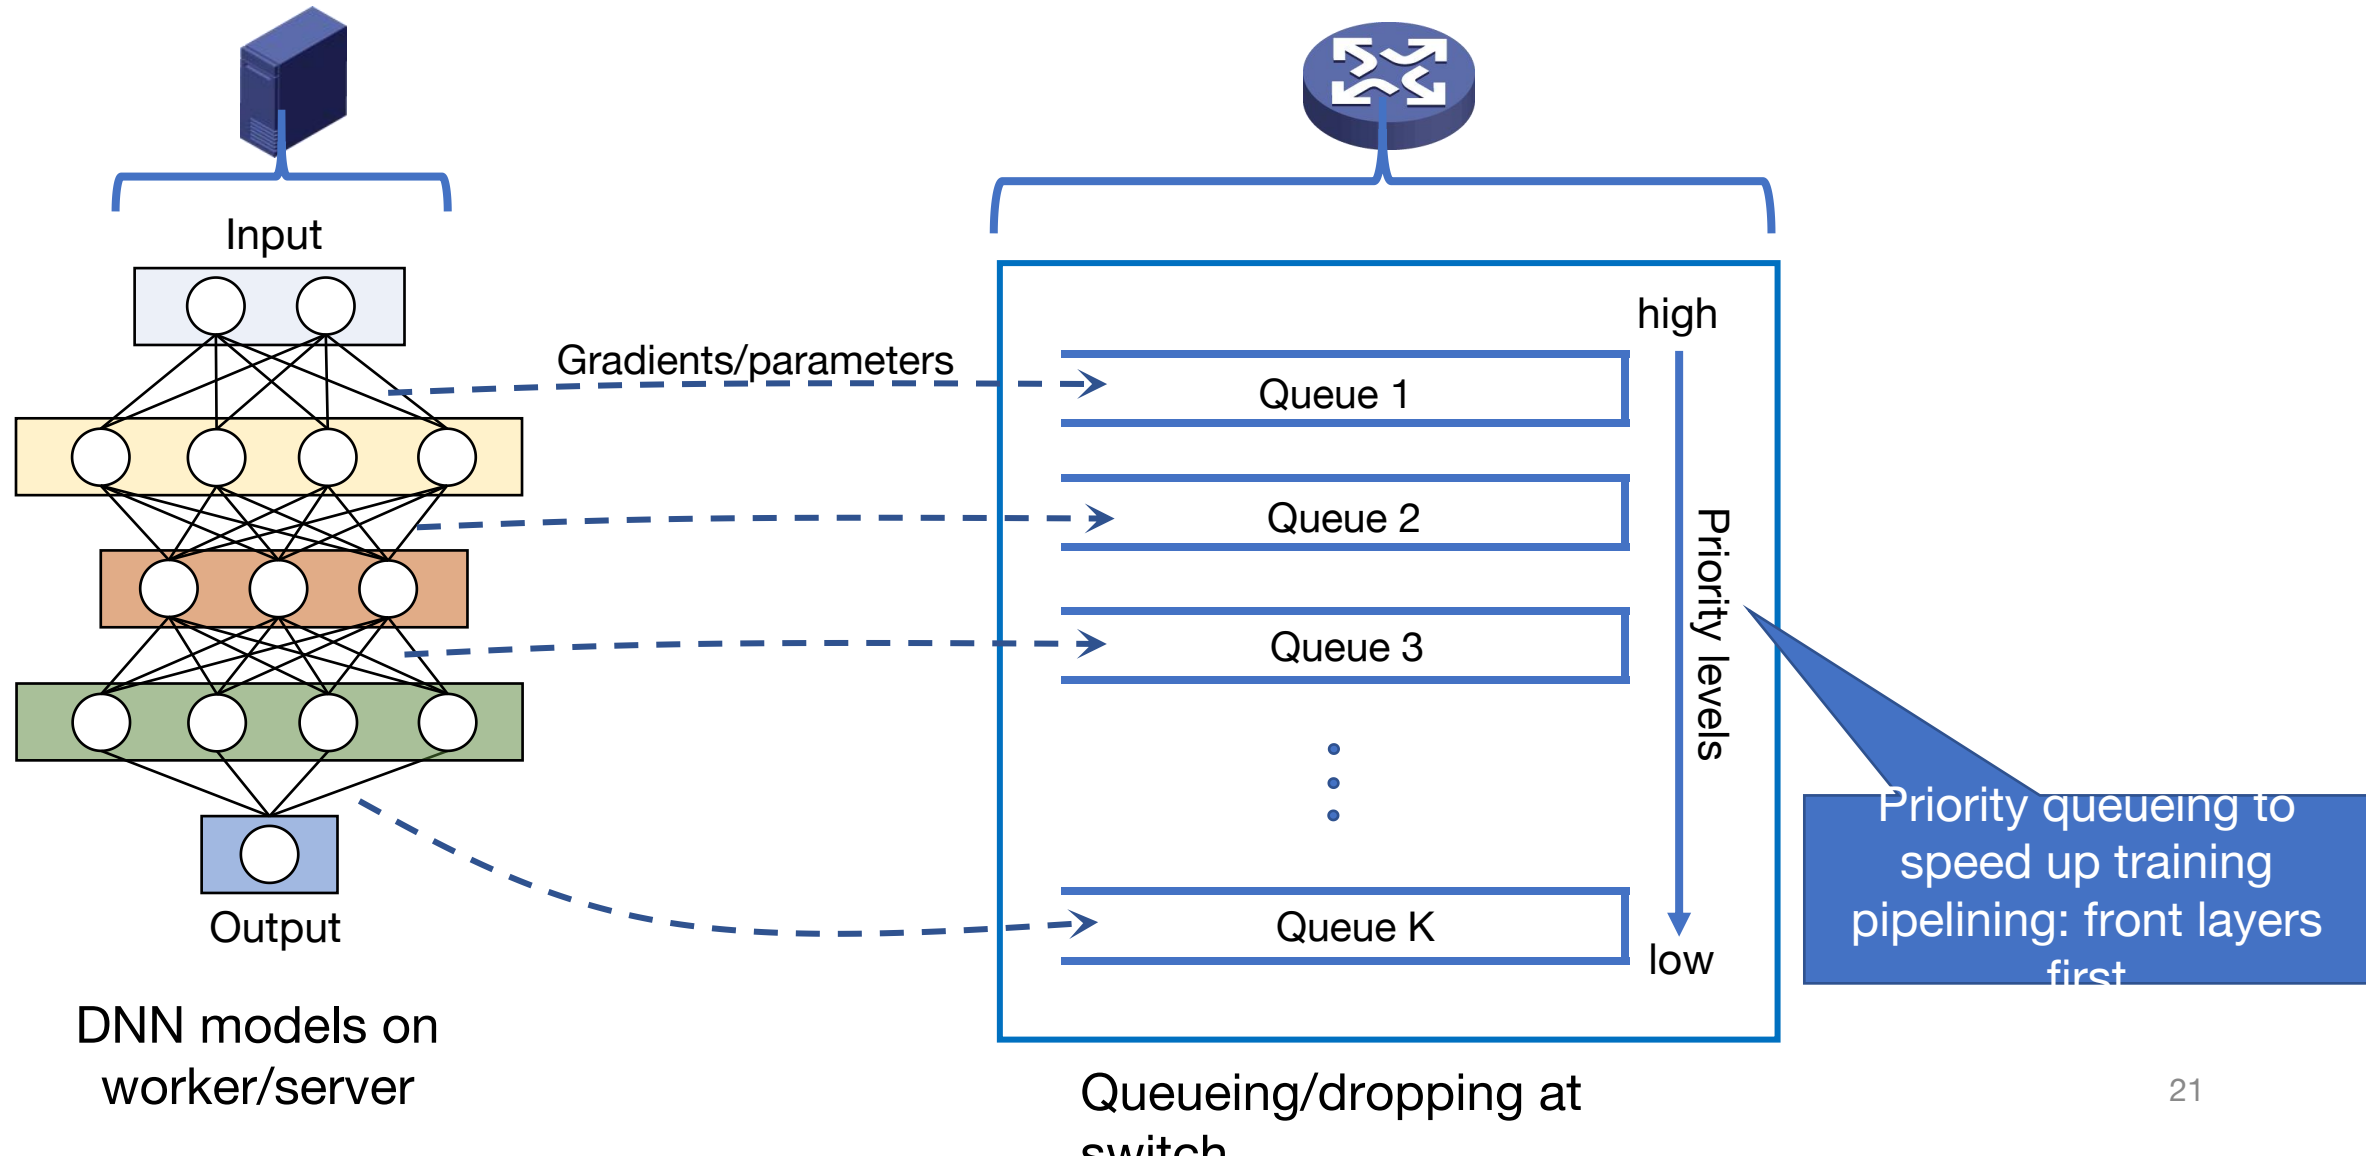 Input
Gradients/parameters
Output
DNN models on
worker/server
high
Queue 1
Queue 2
Queue 3
Queue K
Priority levels
low
Priority queueing to
speed up training
pipelining: front layers
first
Queueing/dropping at
switch
21